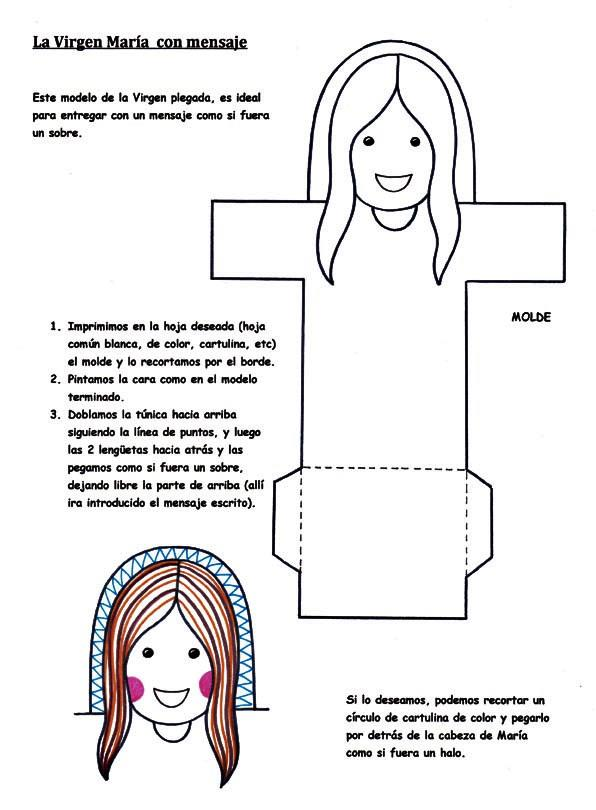 La Virgen María  con mensaje
Este modelo de la Virgen plegada, es ideal
para entregar con un mensaje como si fuera
un sobre.
MOLDE
1. Imprimimos en la hoja deseada (hoja
común blanca, de color, cartulina, etc)
el molde y lo recortamos por el borde.
2. Pintamos la cara como en el modelo
terminado.
3. Doblamos la túnica hacia arriba
siguiendo la línea de puntos, y luego
las 2 lengüetas hacia atrás y las
pegamos como si fuera un sobre,
dejando libre la parte de arriba (allí
ira introducido el mensaje escrito).
Si lo deseamos, podemos recortar un
círculo de cartulina de color y pegarlo
por detrás de la cabeza de María
como si fuera un halo.